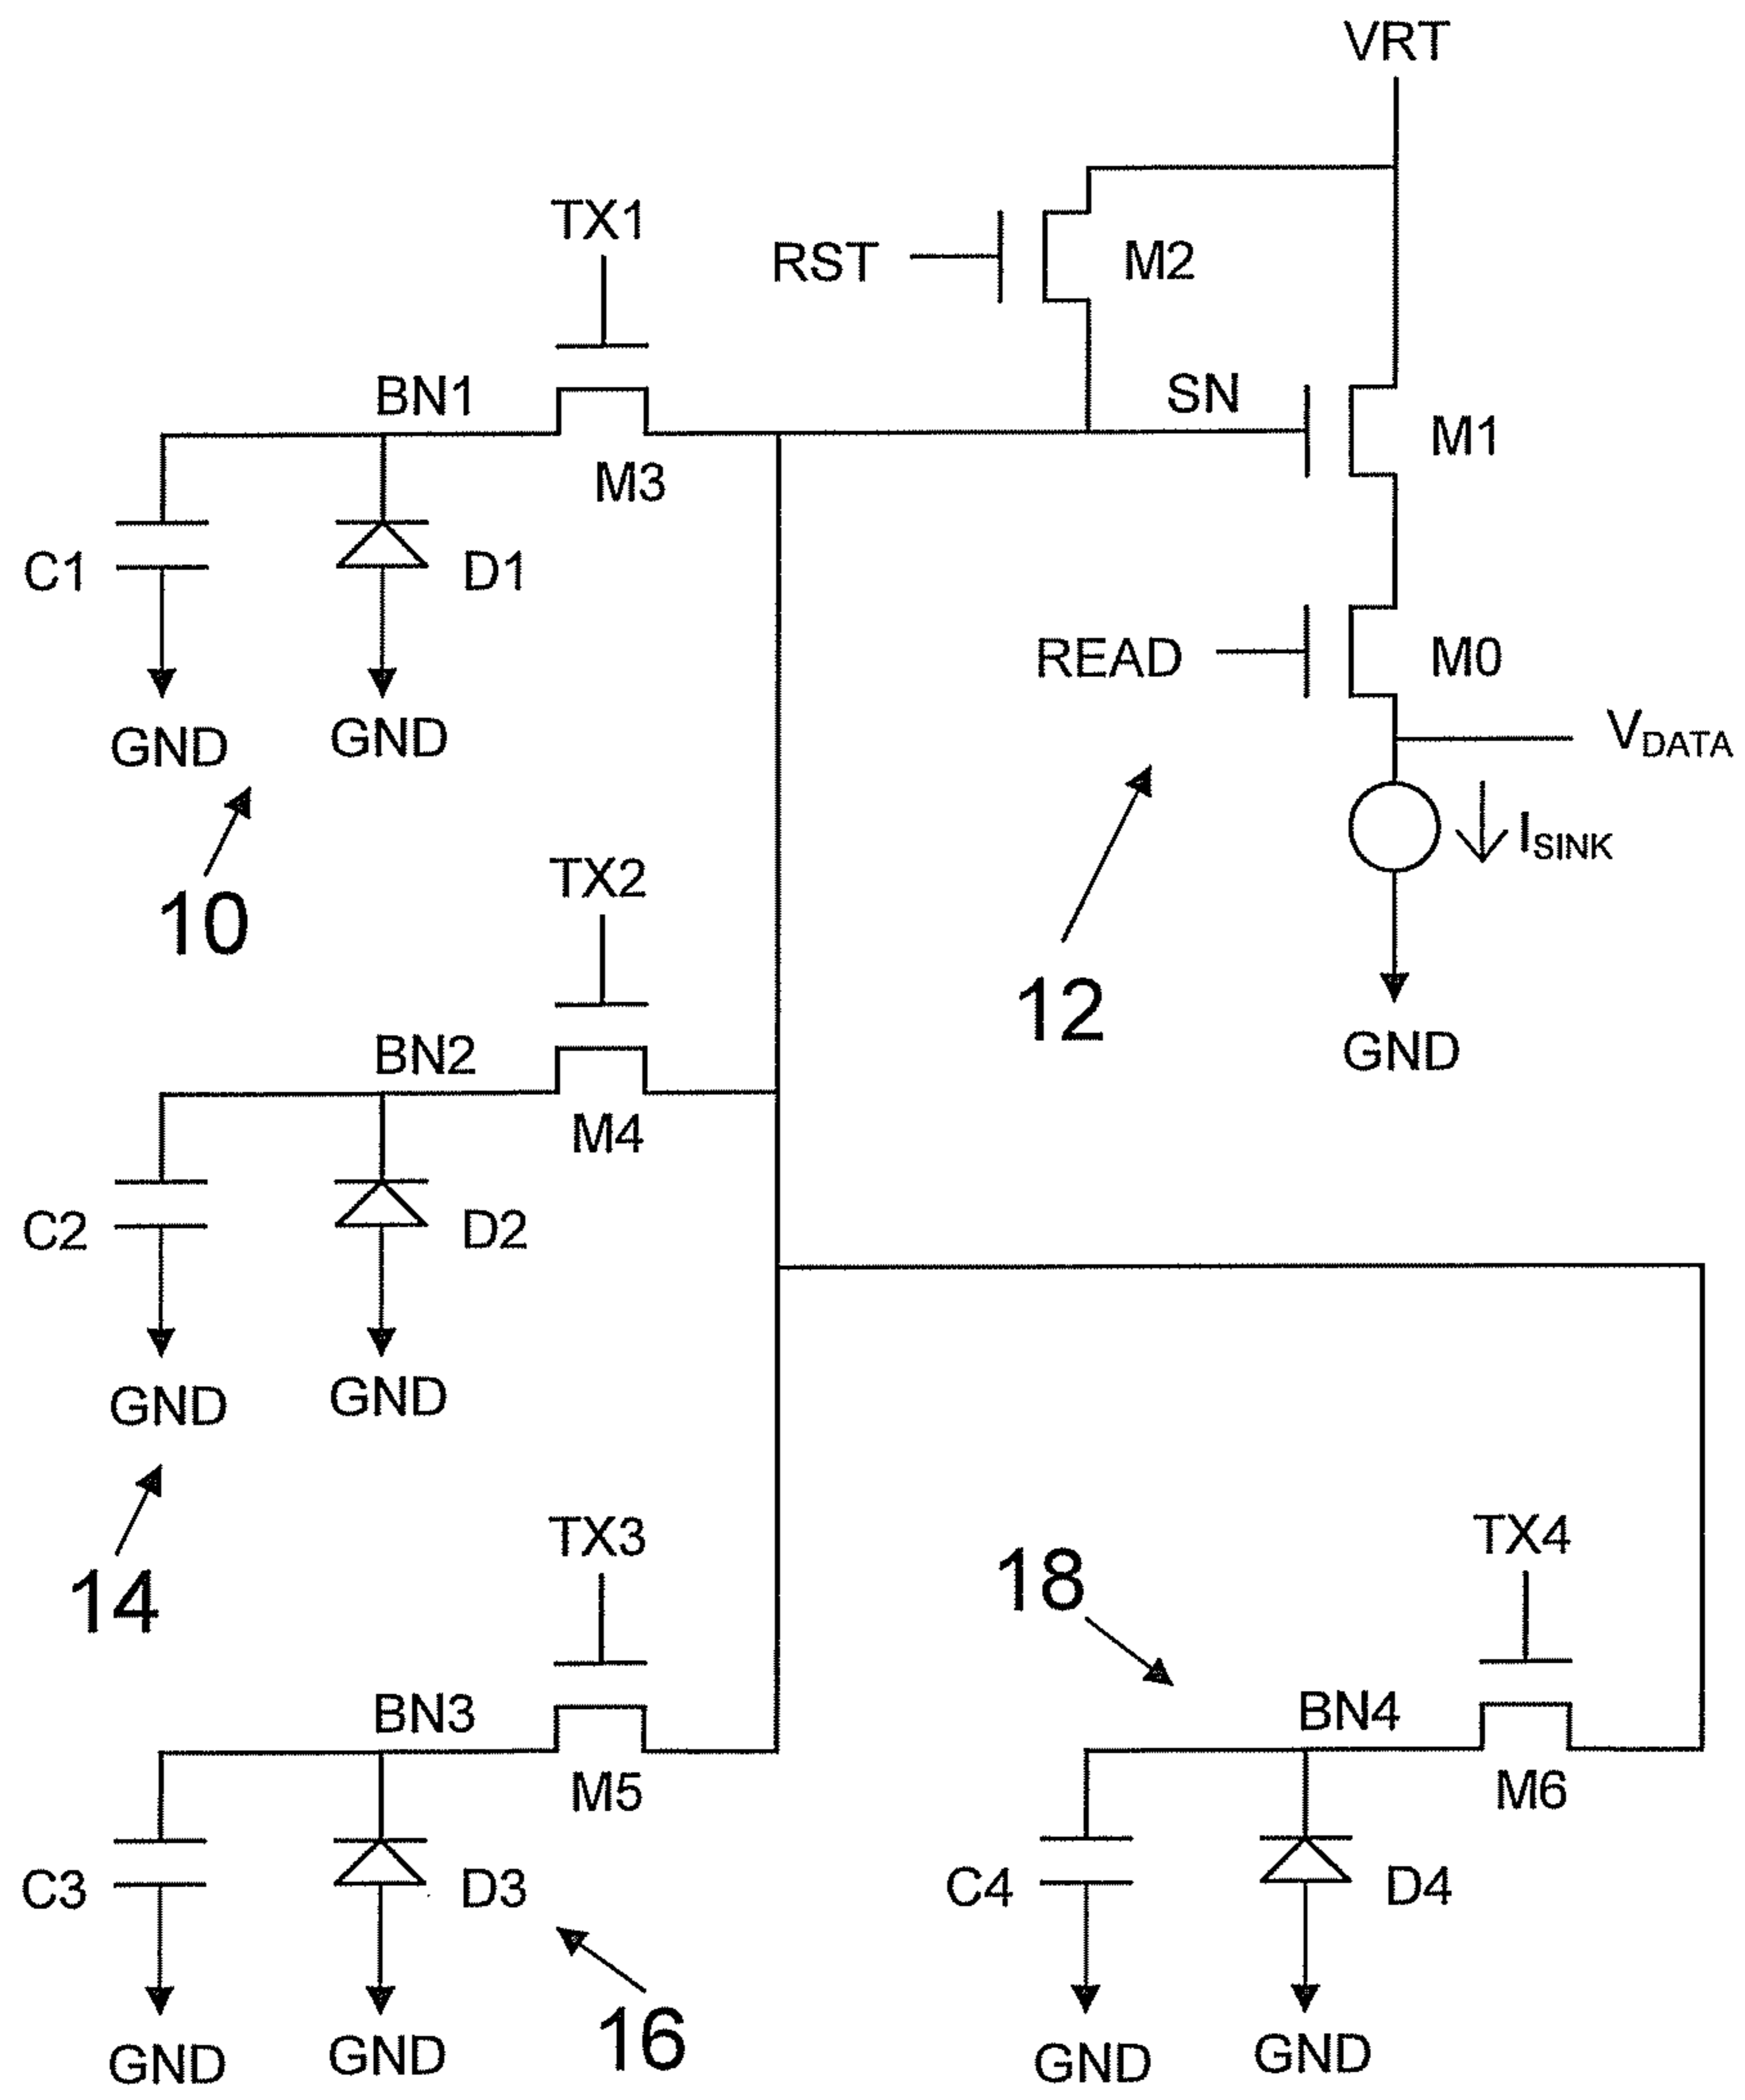 VRT
TX1
RST
M2
BN1
SN
M1
M3
C1
D1
READ
M0
GND
GND
VDATA
ISINK
10
TX2
12
GND
BN2
M4
C2
D2
GND
GND
14
TX3
18
TX4
BN3
BN4
M5
M6
C3
D3
C4
D4
16
GND
GND
GND
GND